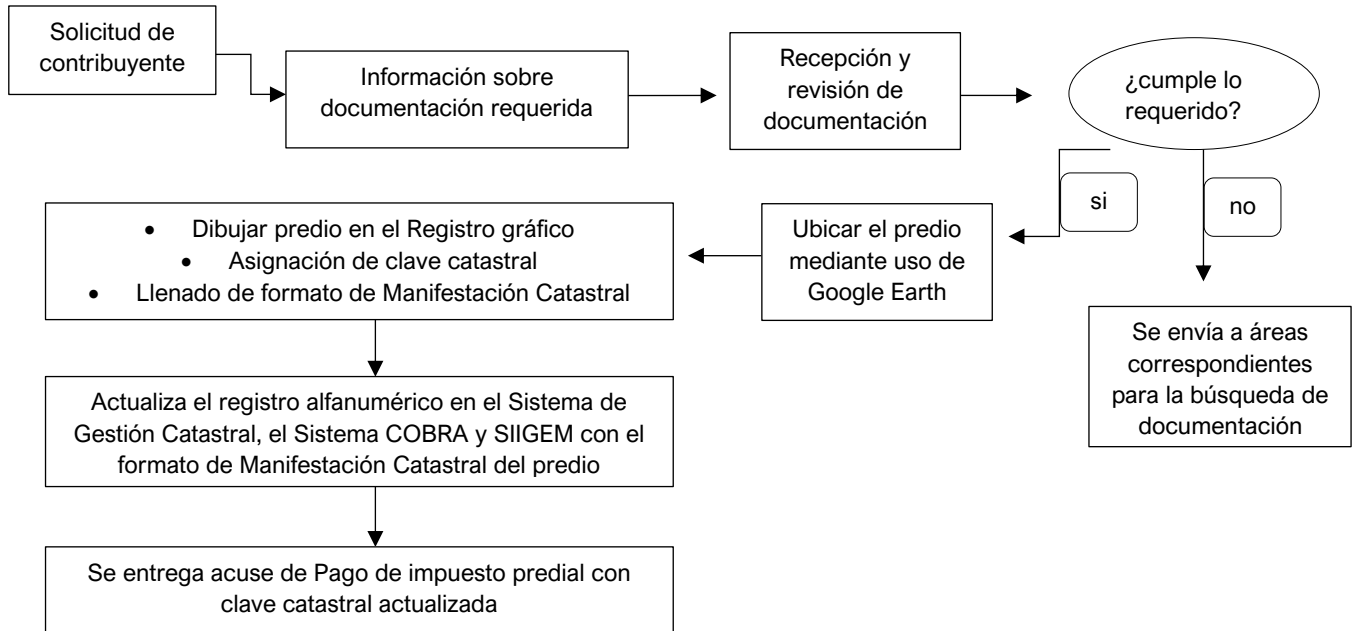 Solicitud de
contribuyente
Información sobre
documentación requerida
Recepción y
revisión de
documentación
¿cumple lo
requerido?
si
no
Ubicar el predio
mediante uso de
Google Earth
• Dibujar predio en el Registro gráfico
• Asignación de clave catastral
• Llenado de formato de Manifestación Catastral
Se envía a áreas
correspondientes
para la búsqueda de
documentación
Actualiza el registro alfanumérico en el Sistema de
Gestión Catastral, el Sistema COBRA y SIIGEM con el
formato de Manifestación Catastral del predio
Se entrega acuse de Pago de impuesto predial con
clave catastral actualizada